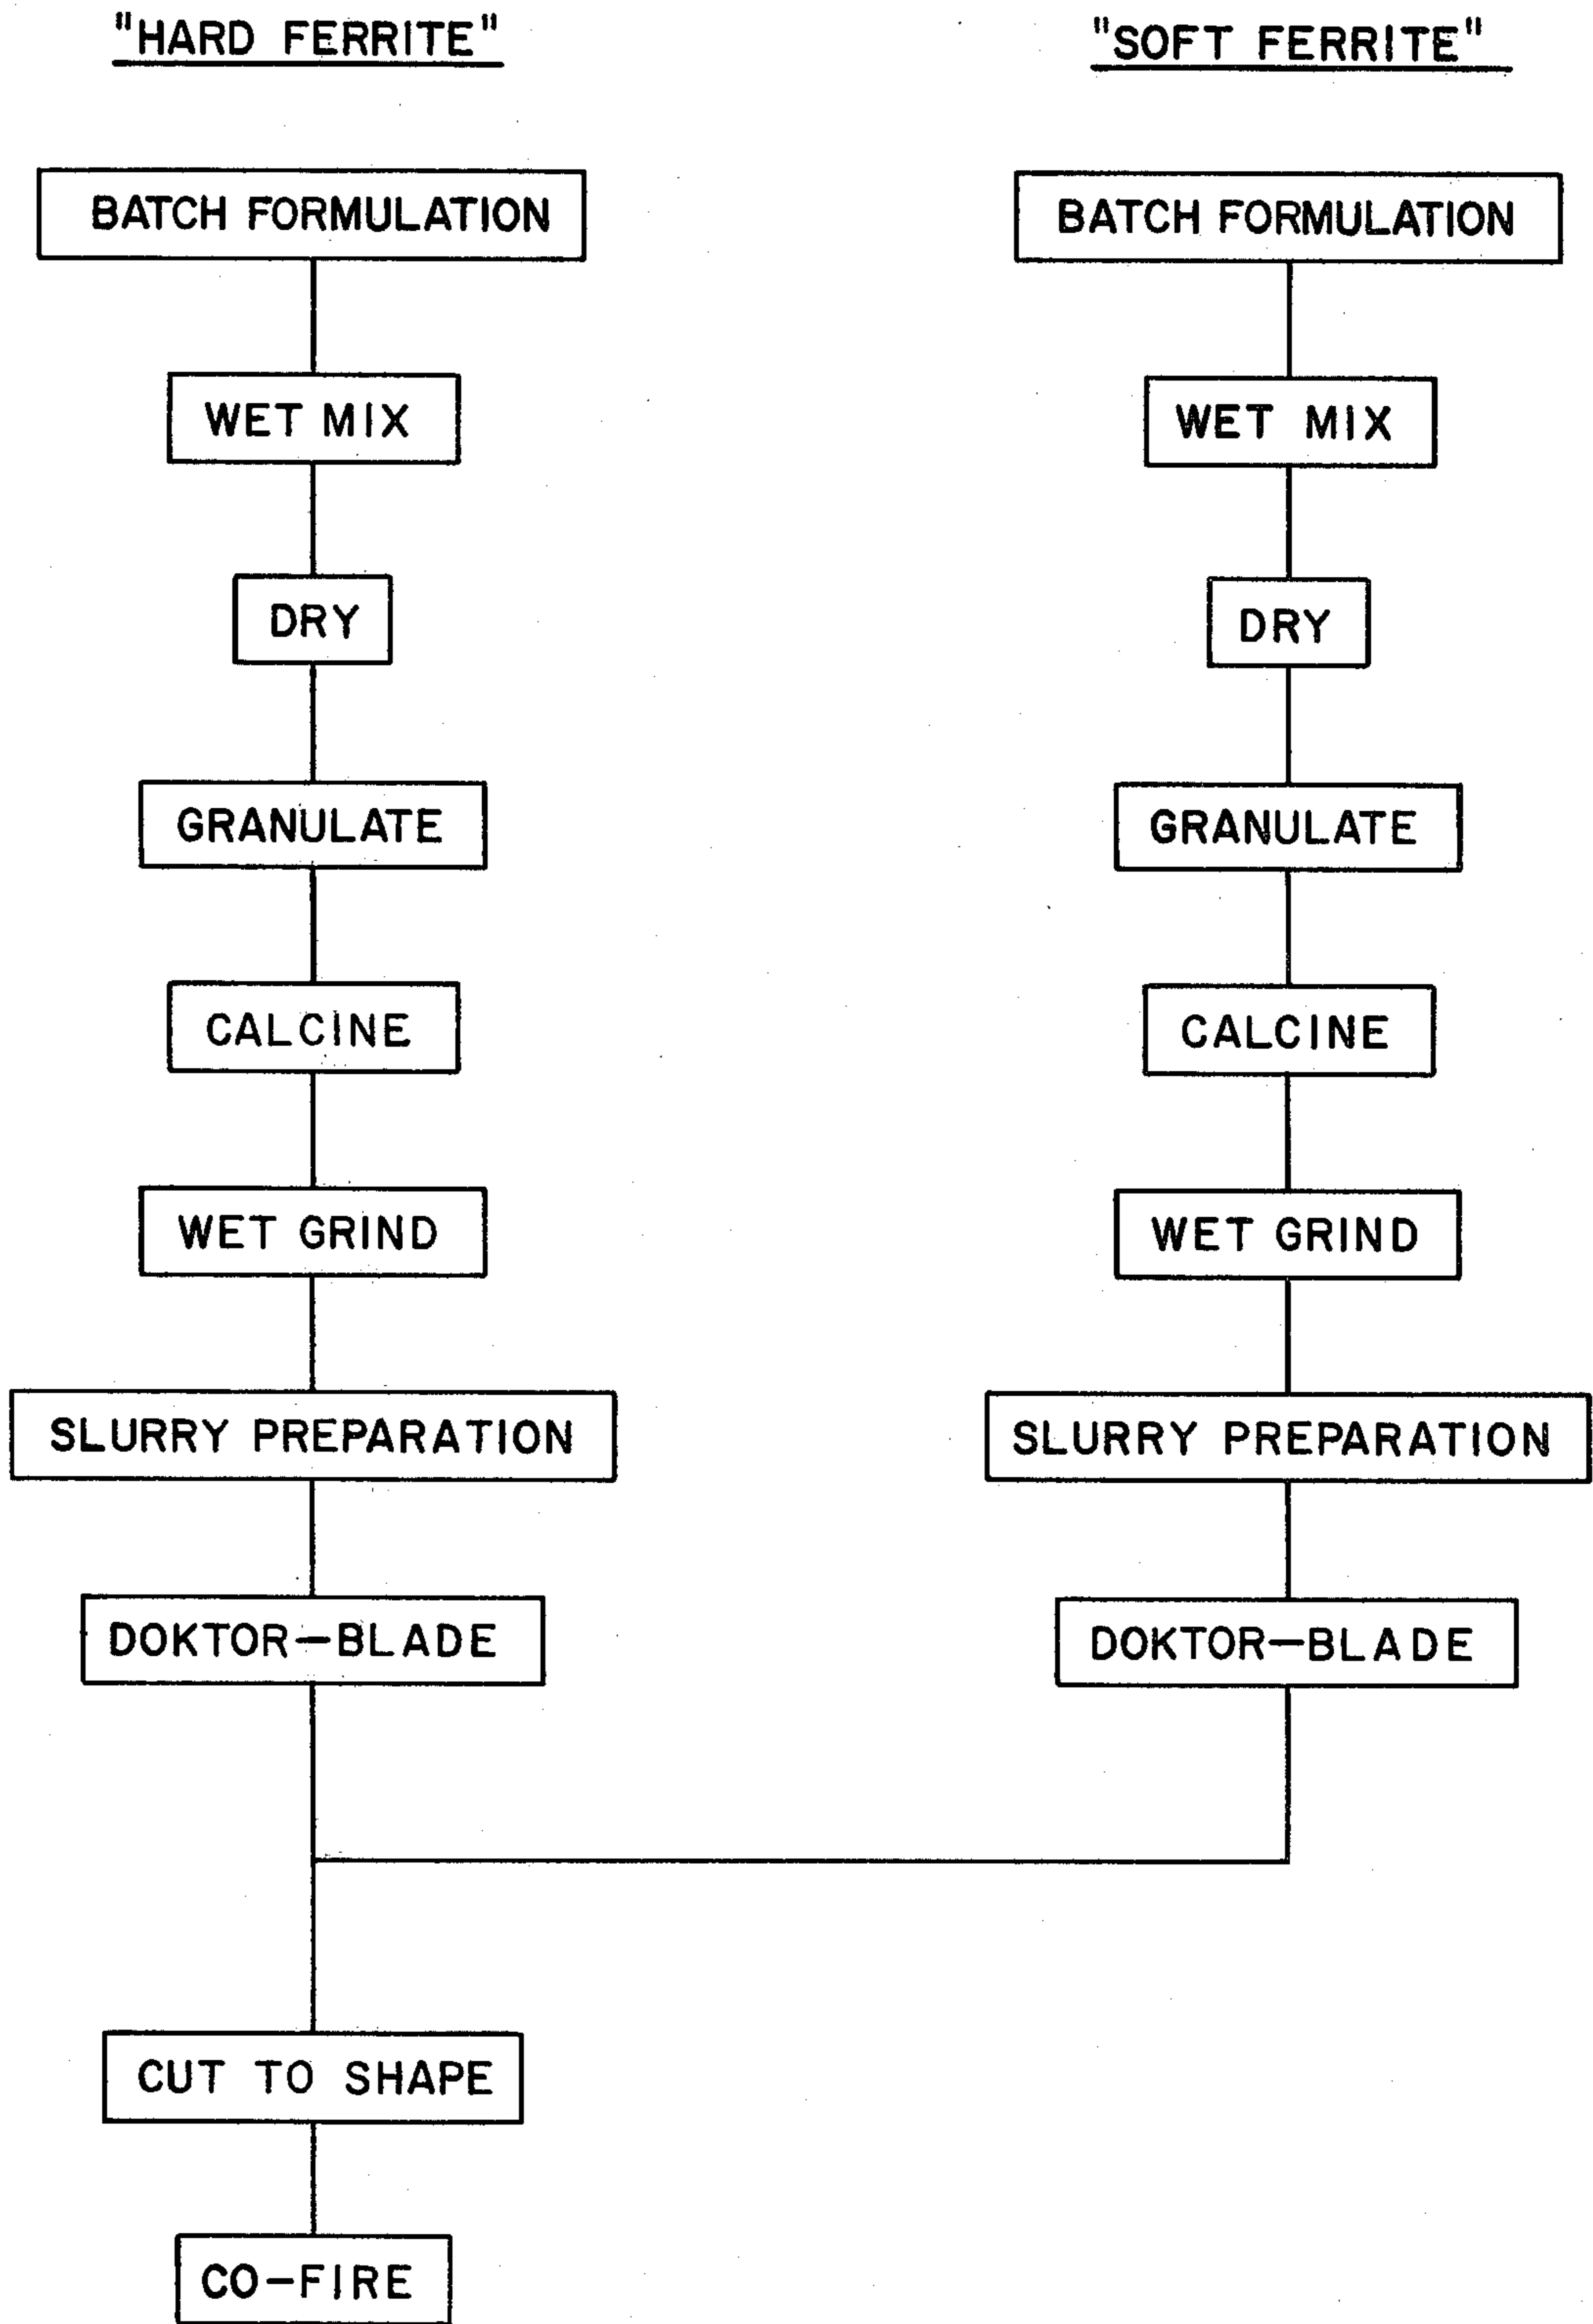 "HARD FERRITE"
BATCH FORMULATION
WET MIX
DRY
GRANULATE
CALCINE
WET GRIND
SLURRY PREPARATION
DOKTOR-BLADE
CUT TO SHAPE
CO-FIRE
"SOFT FERRITE"
BATCH FORMULATION
WET MIX
DRY
GRANULATE
CALCINE
WET GRIND
SLURRY PREPARATION
DOKTOR-BLADE